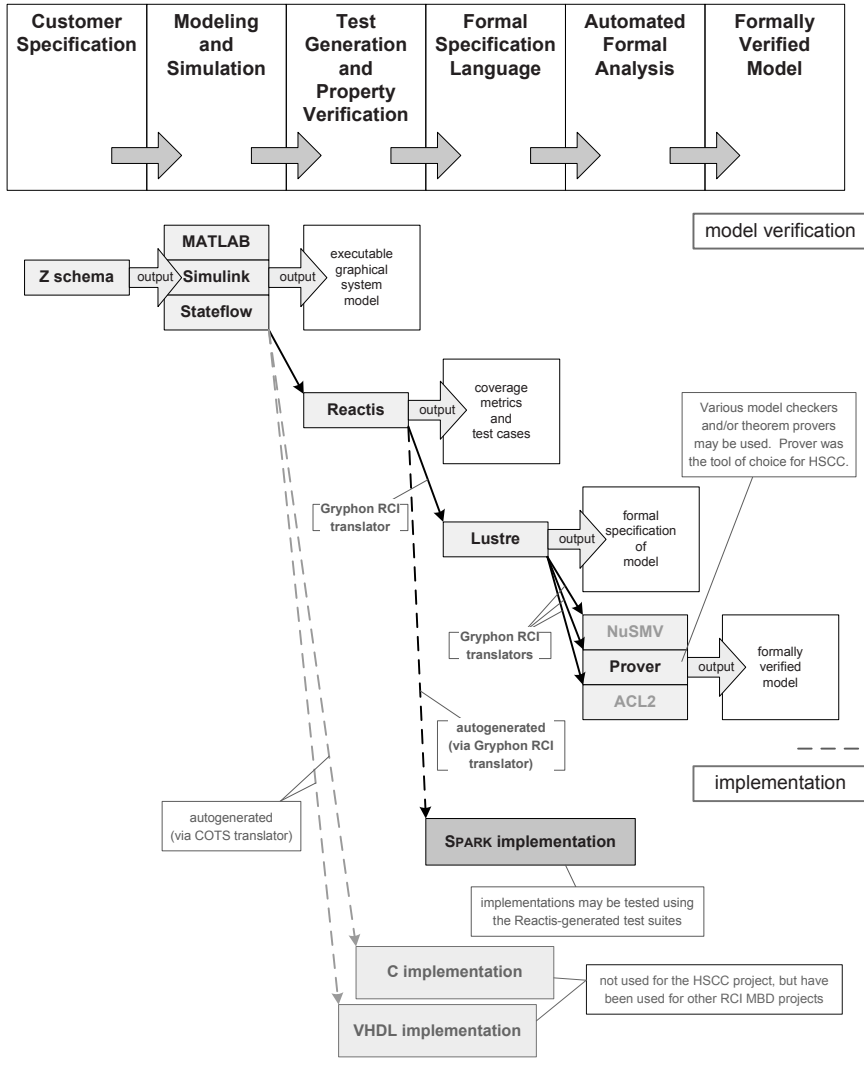 Customer
Specification
Modeling
and
Simulation
Test
Generation
and
Property
Verification
Formal
Specification
Language
Automated
Formal
Analysis
Formally
Verified
Model
model verification
Z schema
output
MATLAB
Simulink
Stateflow
output
executable
graphical
system
model
Reactis
output
coverage
metrics
and
test cases
Various model checkers
and/or theorem provers
may be used. Prover was
the tool of choice for HSCC.
Gryphon RCI
translator
Lustre
output
formal
specification
of
model
Gryphon RCI
translators
NuSMV
Prover
ACL2
output
formally
verified
model
autogenerated
(via Gryphon RCI
translator)
implementation
autogenerated
(via COTS translator)
SPARK implementation
implementations may be tested using
the Reactis-generated test suites
C implementation
not used for the HSCC project, but have
been used for other RCI MBD projects
VHDL implementation